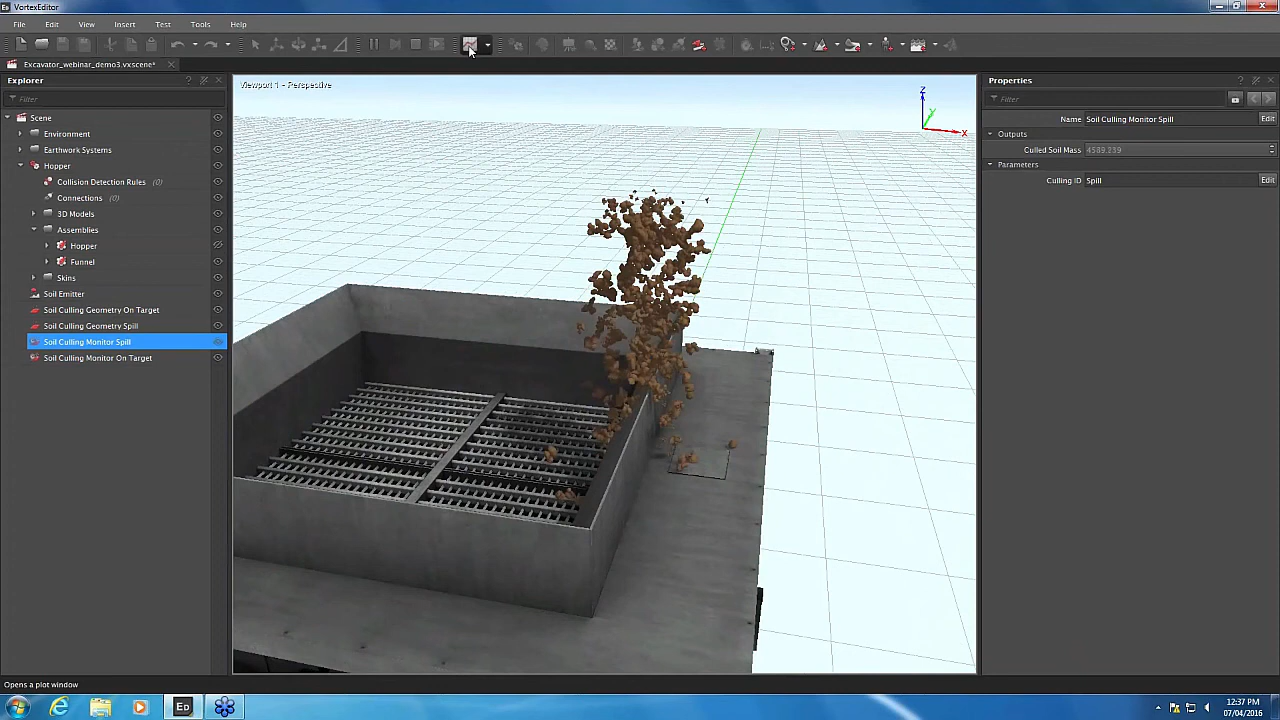 Ed VortexEditor
File Edit View Insert Test Tools Help
Excavator_webinar_demo3.vxscene*
Explorer
Filter
Scene
Environment
Earthwork Systems
Hopper
Collision Detection Rules (0)
Connections (0)
3D Models
Assemblies
Hopper
Funnel
Skins
Soil Emitter
Soil Culling Geometry On Target
Soil Culling Geometry Spill
Soil Culling Monitor Spill
Soil Culling Monitor On Target
Viewport 1 - Perspective
Z
Y
X
Properties
Filter
Name Soil Culling Monitor Spill Edit
Outputs
Culled Soil Mass
Parameters
Culling ID Spill Edit
Opens a plot window
Ed
12:37 PM
07/04/2016